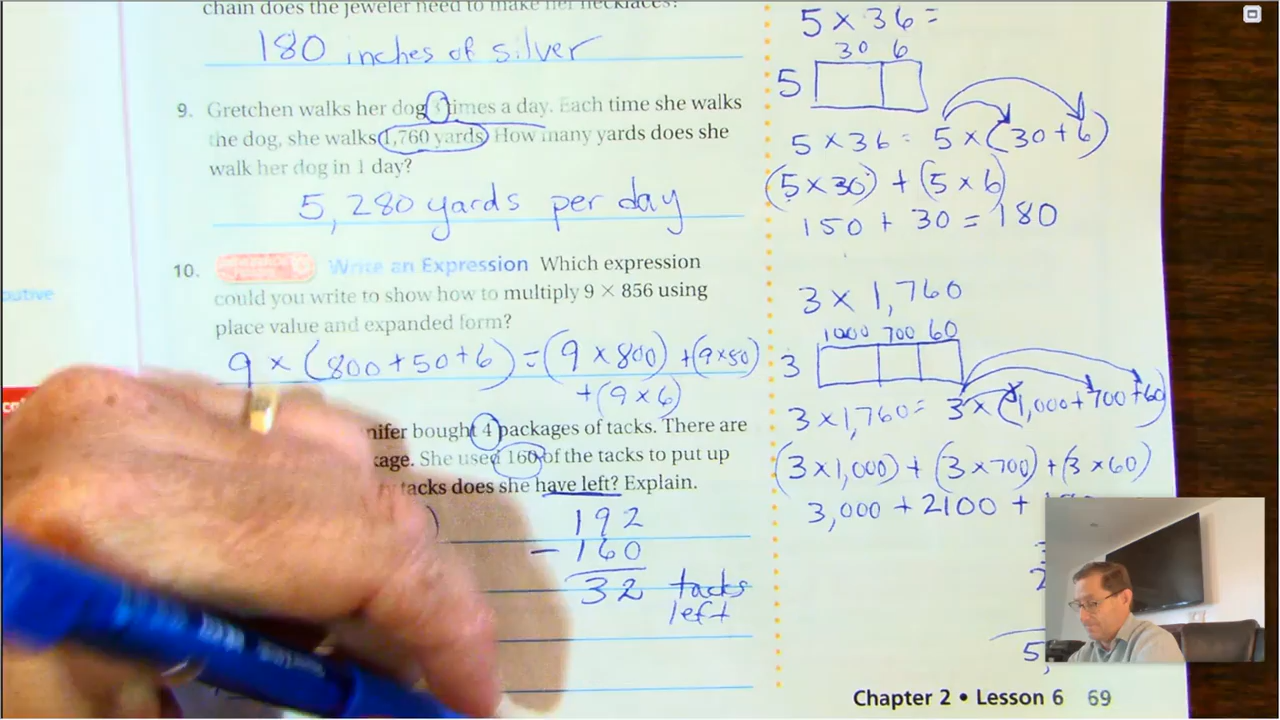 chain does the jeweler need to make her necklaces?
180 inches of silver
9. Gretchen walks her dog times a day. Each time she walks
the dog, she walks 1,760 yards. How many yards does she
walk her dog in 1 day?
5,280 yards per day
10. Write an Expression Which expression
could you write to show how to multiply 9 × 856 using
place value and expanded form?
9 × (800 + 50 + 6) = (9 × 800) + (9×50)
+ (9 × 6)
nifer bought 4 packages of tacks. There are
kage. She used 160 of the tacks to put up
tacks does she have left? Explain.
192
- 160
32 tacks
left
5 × 36 =
30 6
5
5 × 36 = 5 × (30 + 6)
(5 × 30) + (5 × 6)
150 + 30 = 180
3 × 1,760
1000 700 60
3
3 × 1,760 = 3 × (1,000 + 700 + 60)
(3 × 1,000) + (3 × 700) + (3 × 60)
3,000 + 2100 +
5,
Chapter 2 • Lesson 6 69